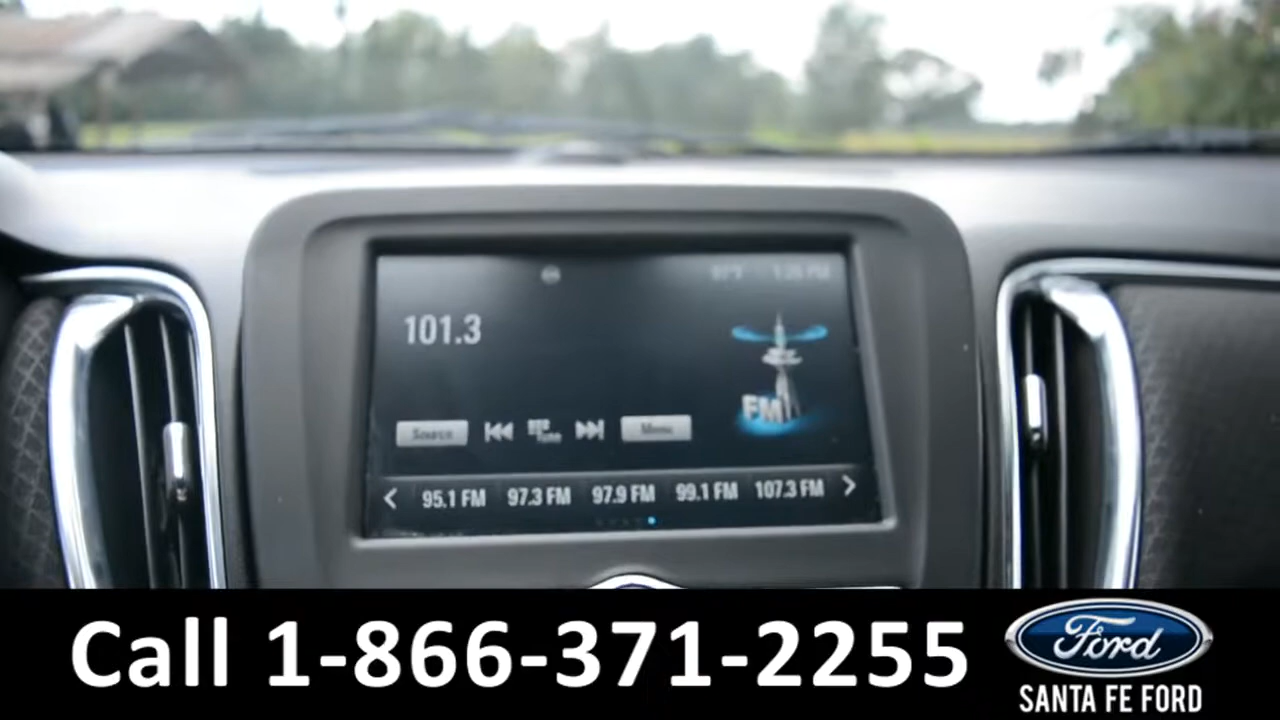 101.3
FM
Source
Tune
Menu
95.1 FM 97.3 FM 97.9 FM 99.1 FM 107.3 FM
Call 1-866-371-2255
Ford
SANTA FE FORD